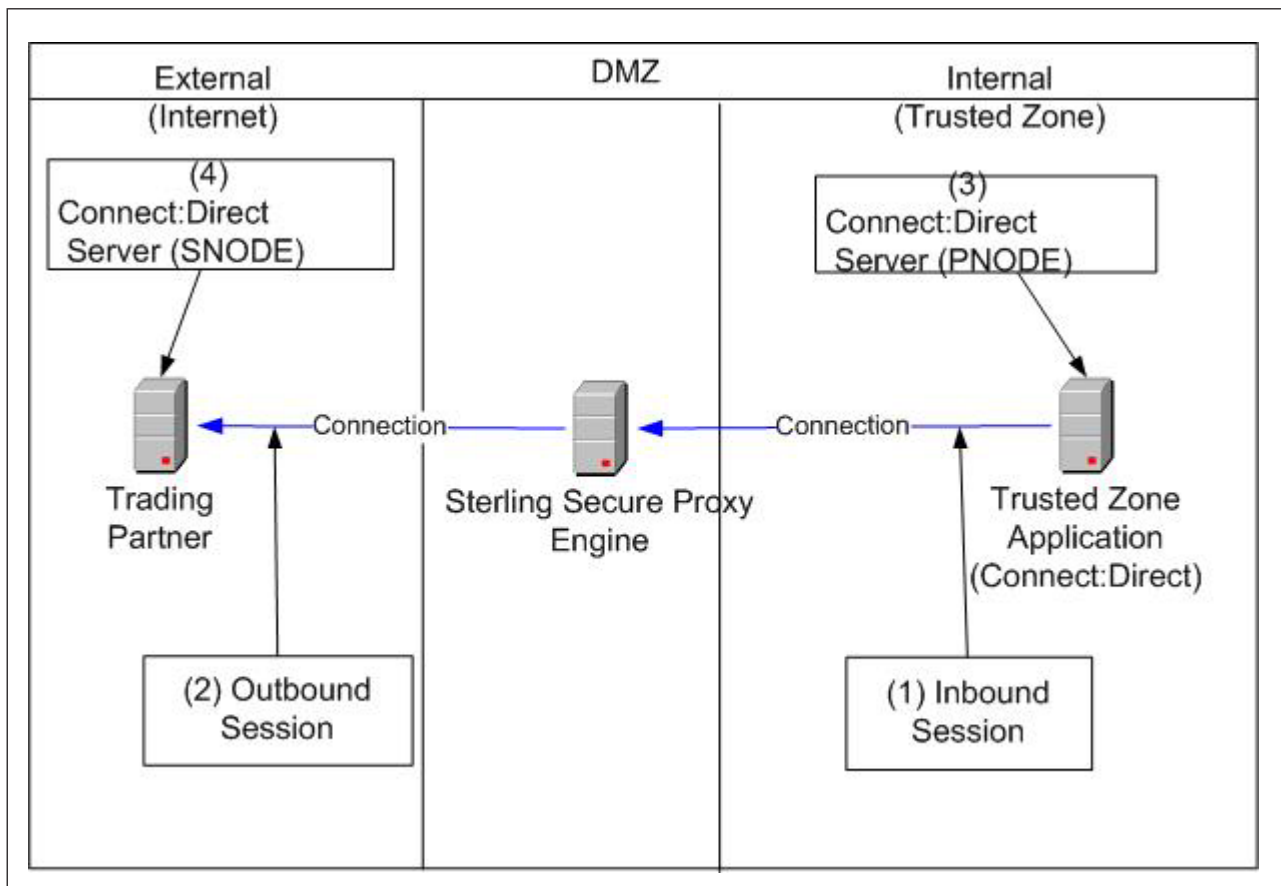 External
(Internet)
DMZ
Internal
(Trusted Zone)
(4)
Connect:Direct
Server (SNODE)
(3)
Connect:Direct
Server (PNODE)
Connection
Connection
Trading
Partner
Sterling Secure Proxy
Engine
Trusted Zone
Application
(Connect:Direct)
(2) Outbound
Session
(1) Inbound
Session